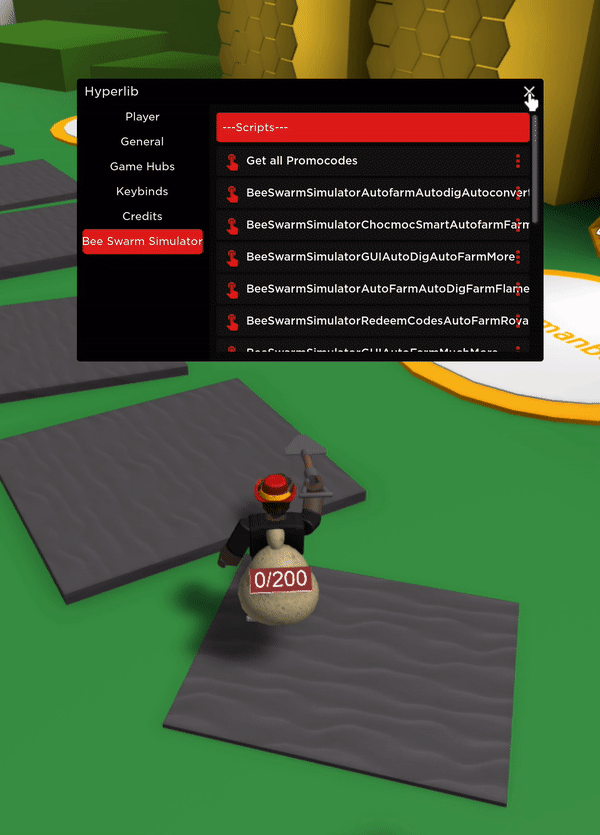 Hyperlib
Player
General
Game Hubs
Keybinds
Credits
Bee Swarm Simulator
---Scripts---
Get all Promocodes
BeeSwarmSimulatorAutofarmAutodigAutoconvert
BeeSwarmSimulatorChocmocSmartAutofarmFarm
BeeSwarmSimulatorGUIAutoDigAutoFarmMore
BeeSwarmSimulatorAutoFarmAutoDigFarmFlame
BeeSwarmSimulatorRedeemCodesAutoFarmRoya
BeeSwarmSimulatorGUIAutoFarmMuchMore
0/200